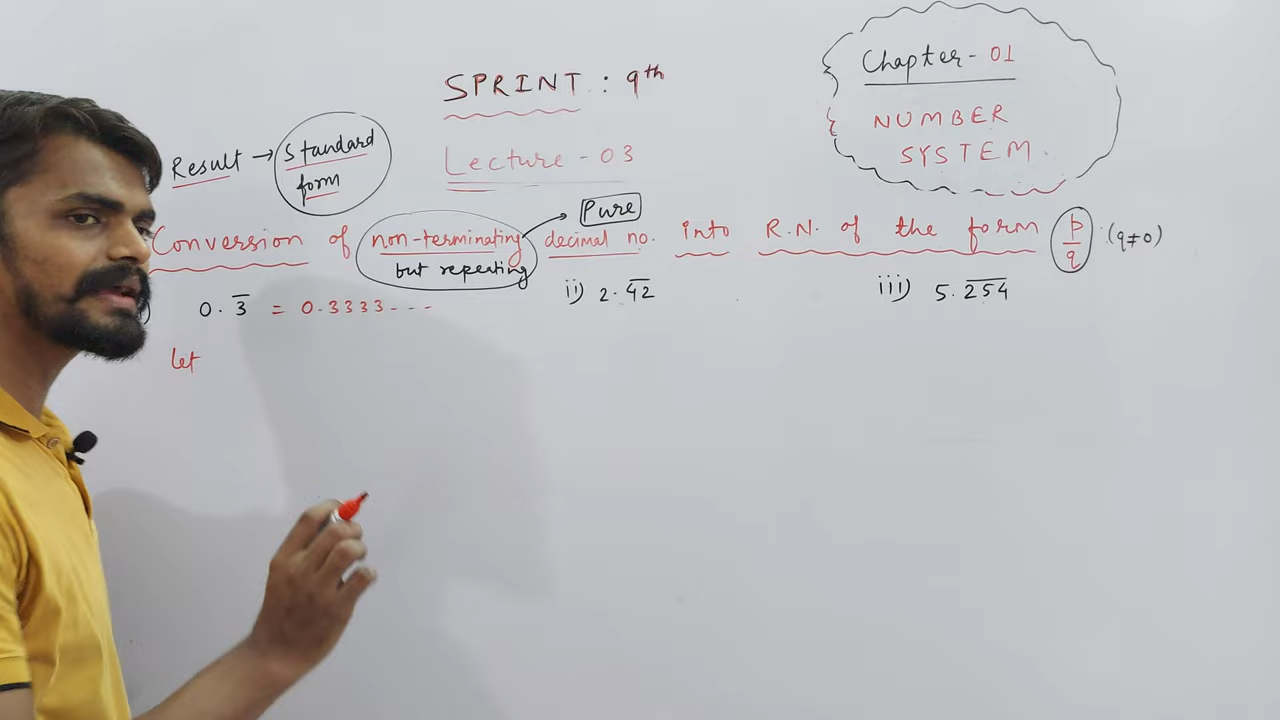 SPRINT : 9th
Chapter - 01
NUMBER
SYSTEM.
Result → Standard
form
Lecture - 03
Pure
Conversion of non-terminating decimal no. into R.N. of the form p/q (q≠0)
but repeating
) 0.3̅ = 0.3333---
ii) 2.4̅2̅
iii) 5.2̅5̅4̅
let